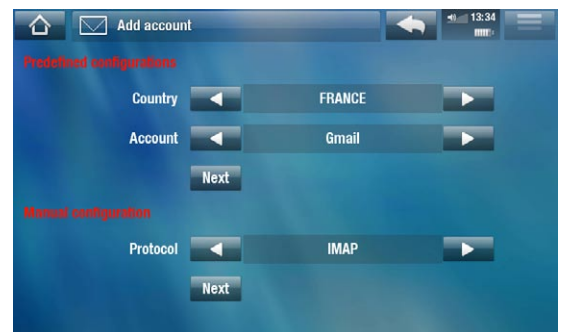 Add account
13:34
Predefined configurations
Country FRANCE
Account Gmail
Next
Manual configuration
Protocol IMAP
Next